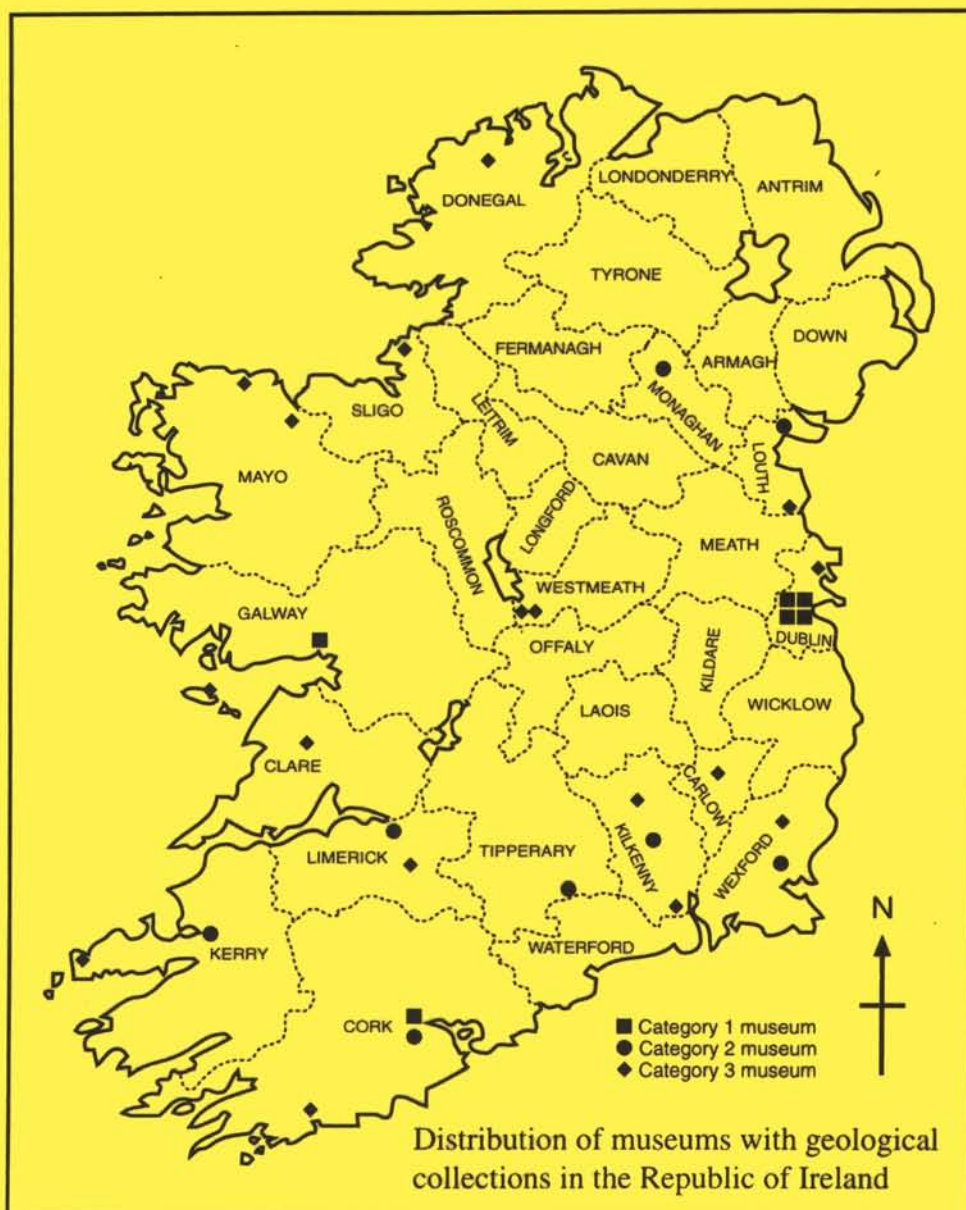 LONDONDERRY
ANTRIM
DONEGAL
TYRONE
DOWN
FERMANAGH
ARMAGH
MONAGHAN
SLIGO
LEITRIM
CAVAN
LOUTH
MAYO
ROSCOMMON
LONGFORD
MEATH
WESTMEATH
GALWAY
DUBLIN
OFFALY
KILDARE
LAOIS
WICKLOW
CLARE
CARLOW
LIMERICK
TIPPERARY
KILKENNY
WEXFORD
N
KERRY
WATERFORD
CORK
Category 1 museum
Category 2 museum
Category 3 museum
Distribution of museums with geological
collections in the Republic of Ireland